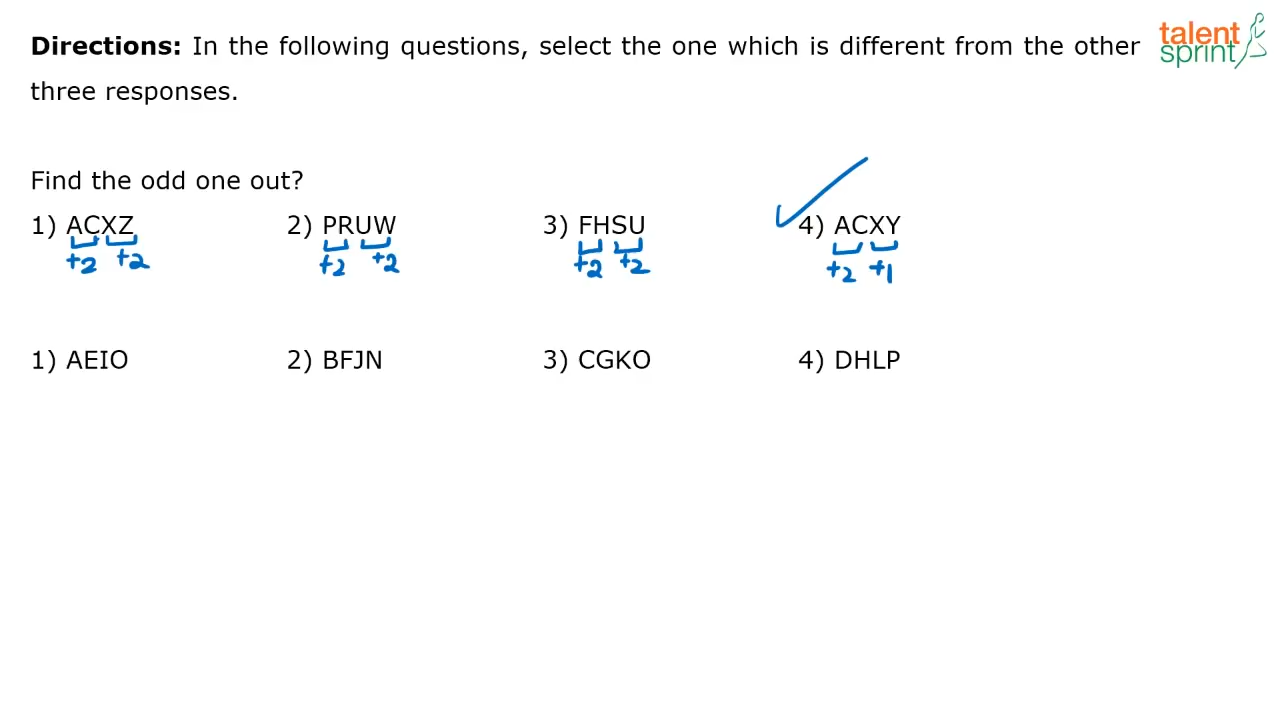 Directions: In the following questions, select the one which is different from the other
three responses.
talent
sprint
Find the odd one out?
1) ACXZ 2) PRUW 3) FHSU 4) ACXY
+2 +2 +2 +2 +2 +2 +2 +1
1) AEIO 2) BFJN 3) CGKO 4) DHLP